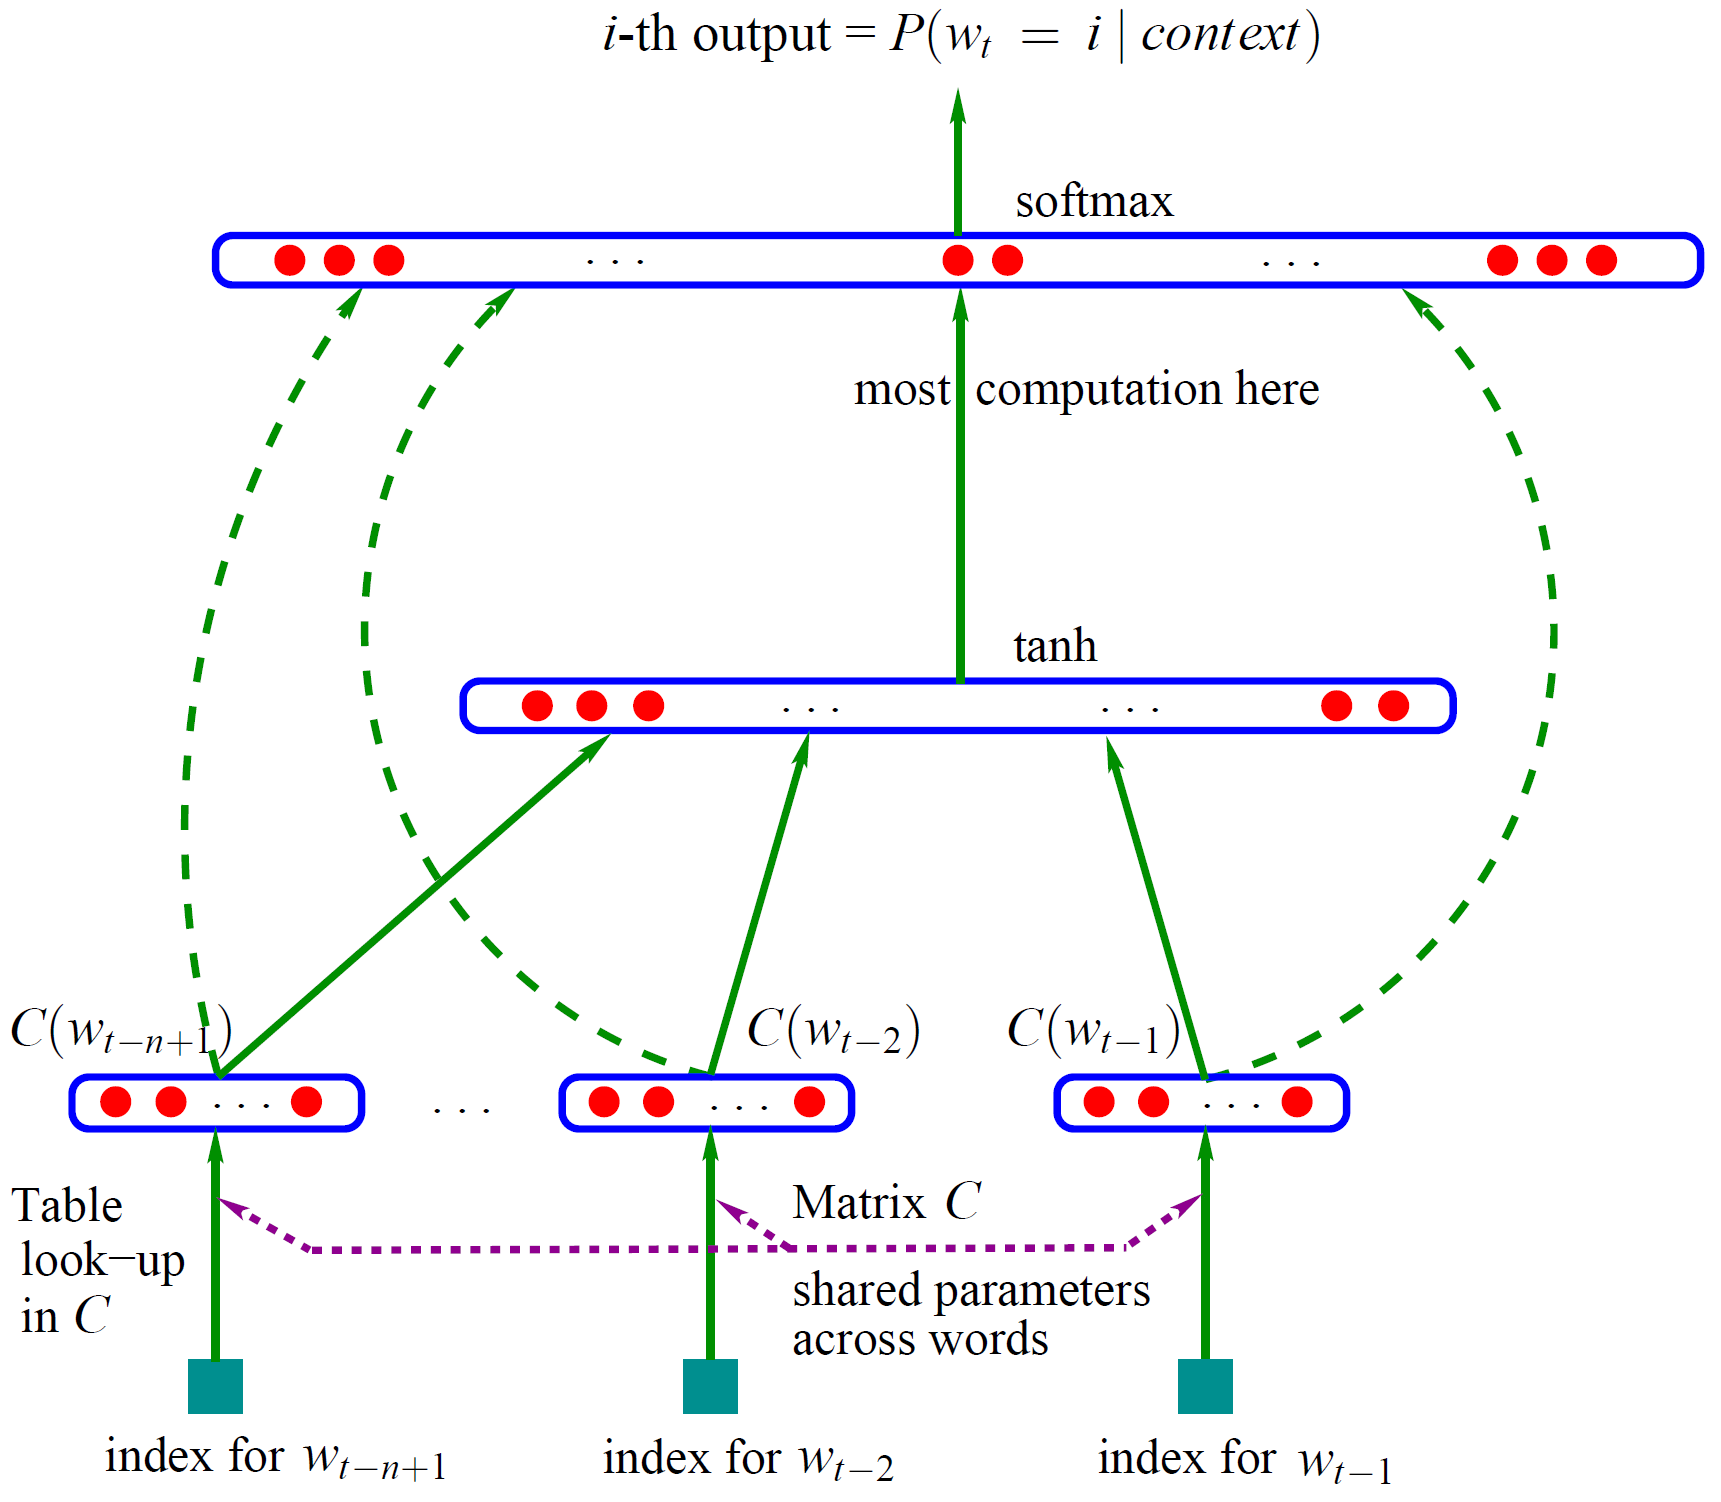 i-th output = P(w_t = i | context)
softmax
. . .
. . .
most computation here
tanh
. . .
. . .
C(w_{t−n+1})
C(w_{t−2})
C(w_{t−1})
. . .
. . .
. . .
. . .
Table
look−up
in C
Matrix C
shared parameters
across words
index for w_{t−n+1}
index for w_{t−2}
index for w_{t−1}